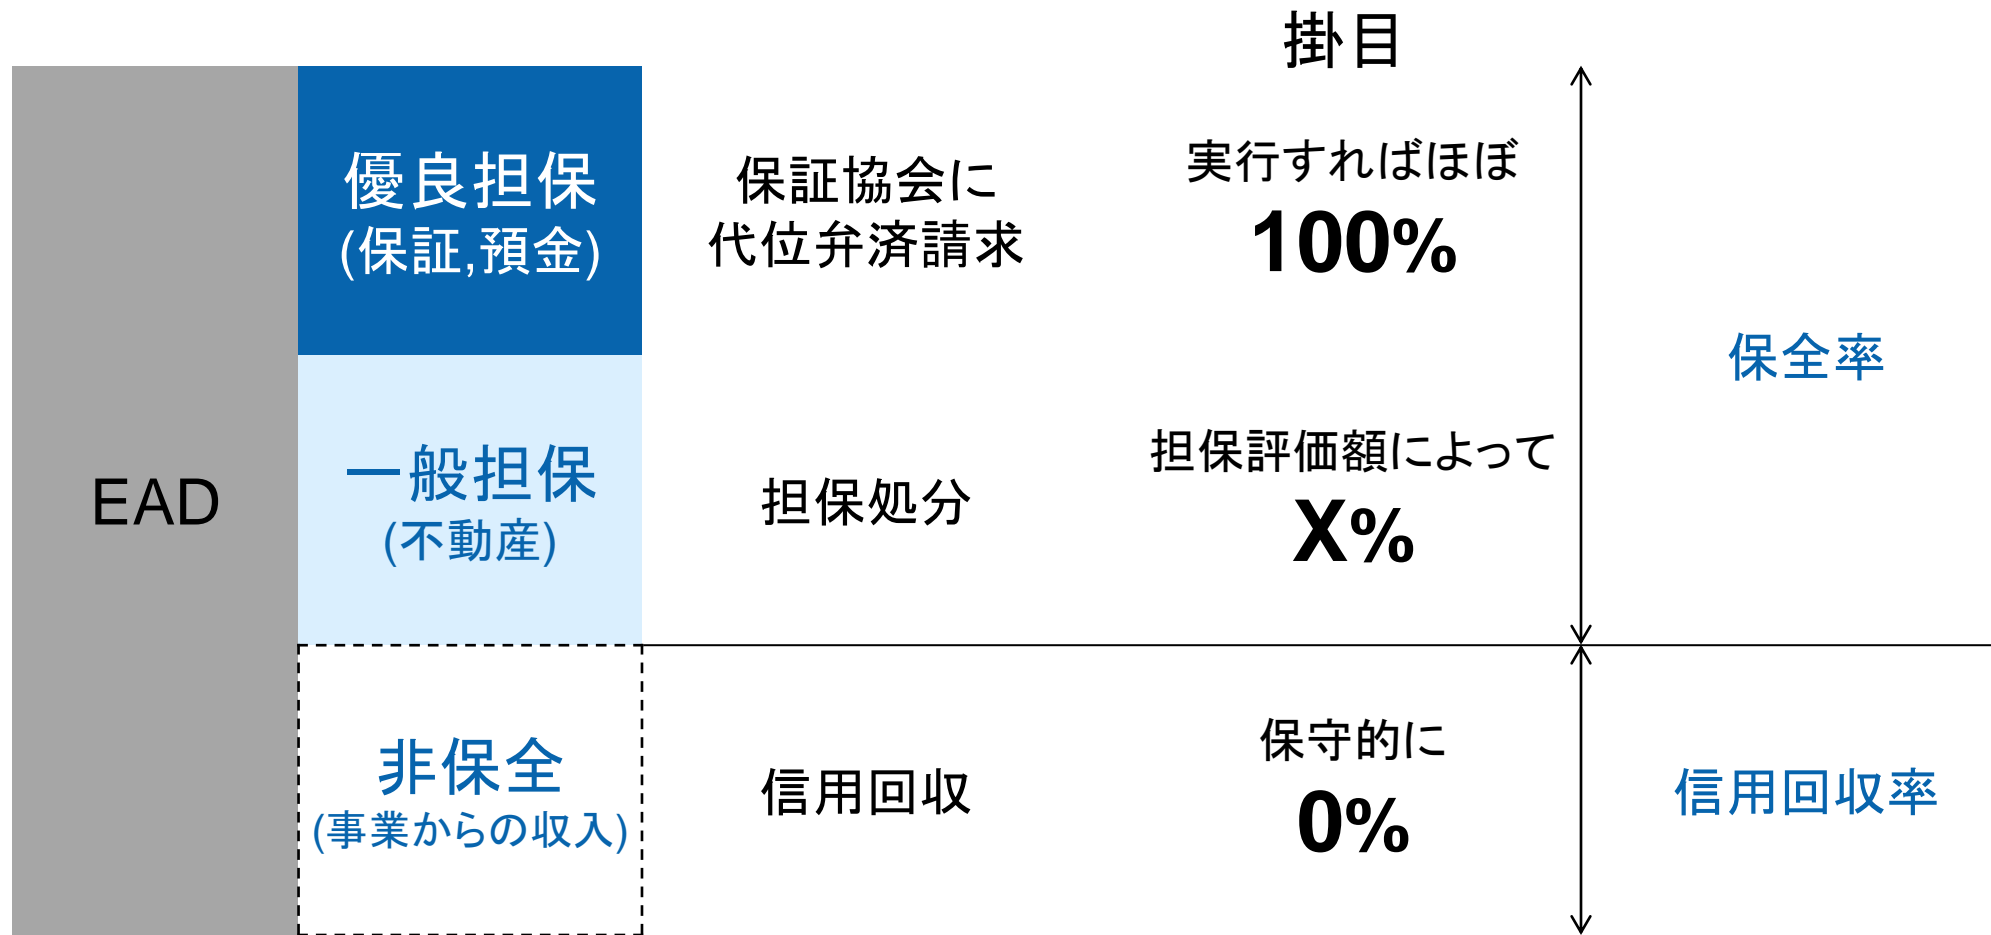 掛目
EAD
優良担保
(保証,預金)
保証協会に
代位弁済請求
実行すればほぼ
100%
保全率
一般担保
(不動産)
担保処分
担保評価額によって
X%
非保全
(事業からの収入)
信用回収
保守的に
0%
信用回収率